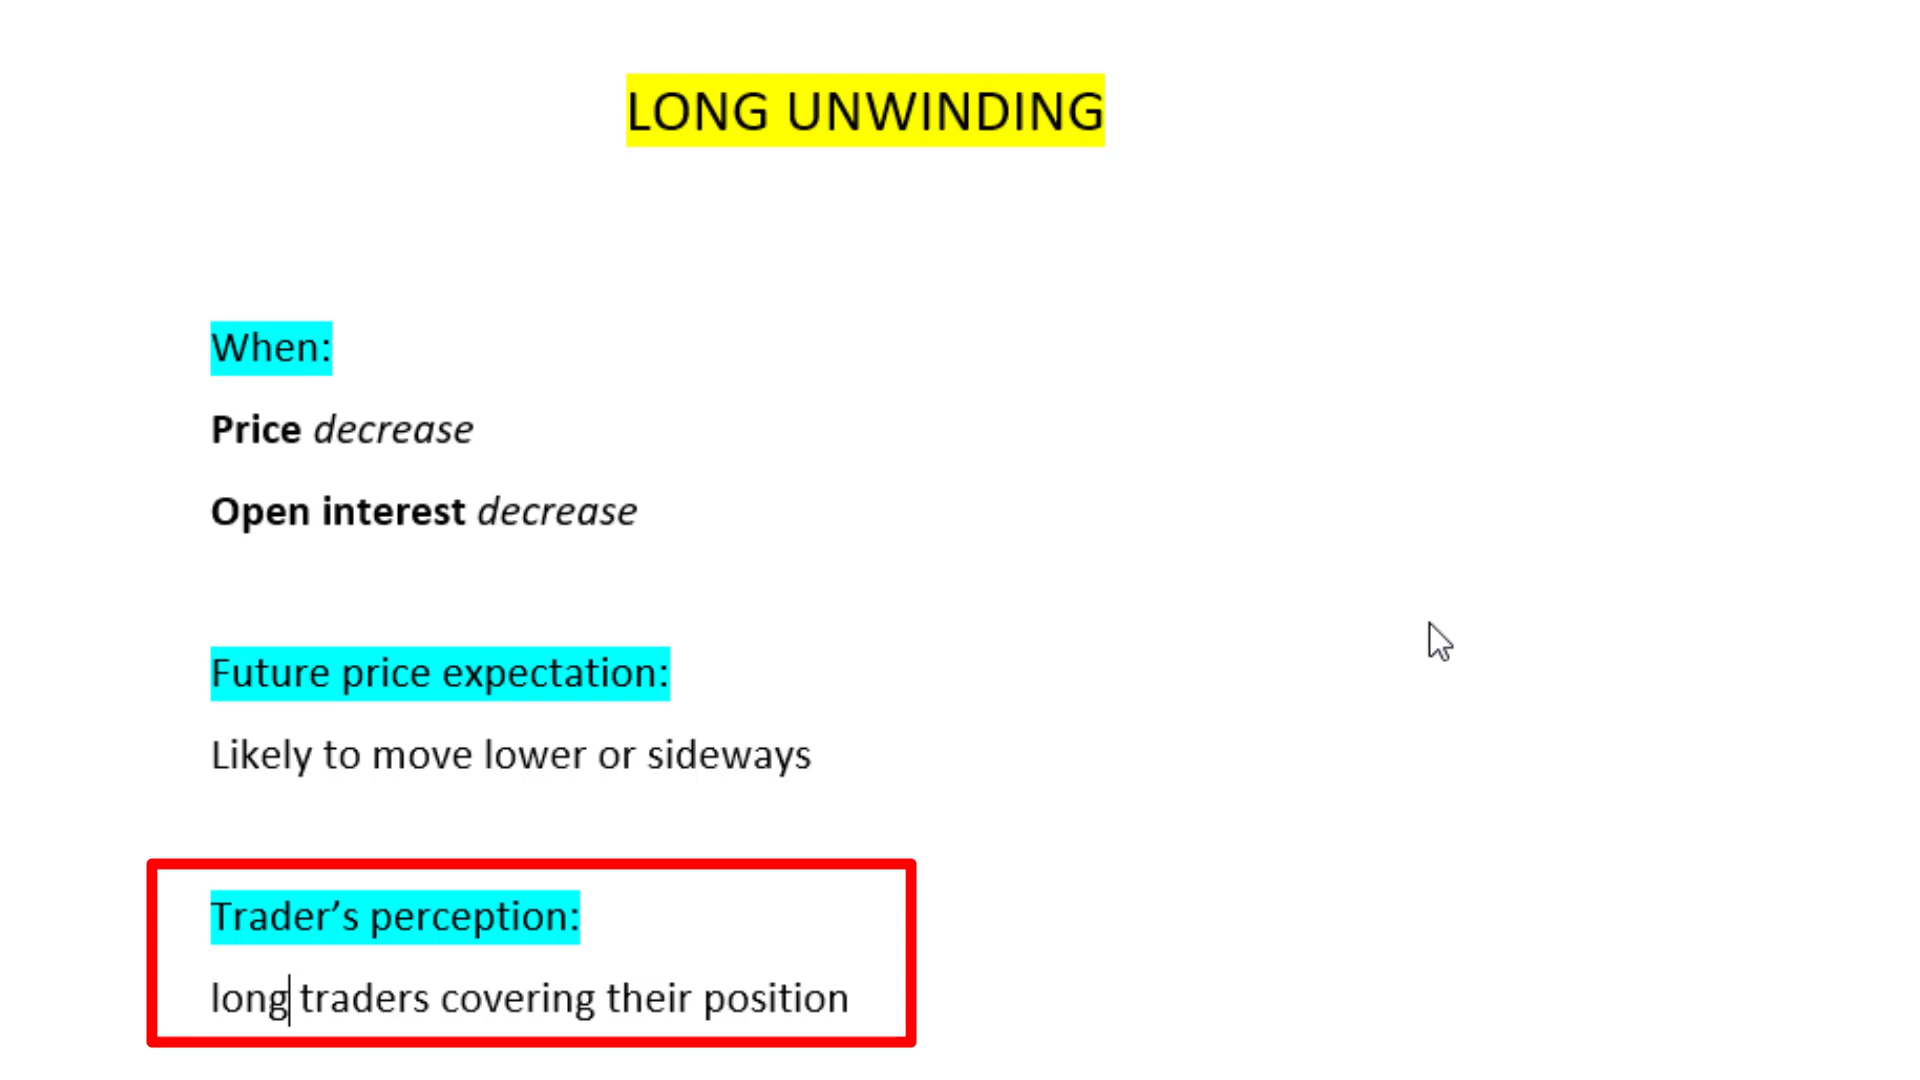 LONG UNWINDING
When:
Price decrease
Open interest decrease
Future price expectation:
Likely to move lower or sideways
Trader’s perception:
long traders covering their position